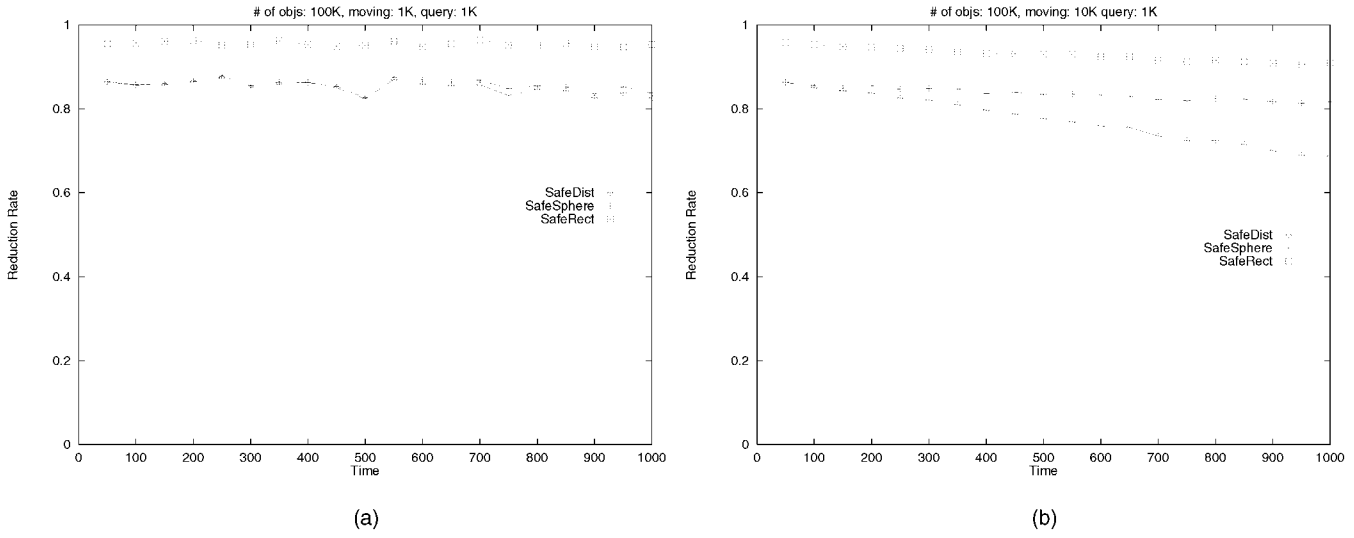 # of objs: 100K, moving: 1K, query: 1K
1
0.8
0.6
0.4
0.2
0
Reduction Rate
SafeDist
SafeSphere
SafeRect
0 100 200 300 400 500 600 700 800 900 1000
Time
(a)
# of objs: 100K, moving: 10K query: 1K
1
0.8
0.6
0.4
0.2
0
Reduction Rate
SafeDist
SafeSphere
SafeRect
0 100 200 300 400 500 600 700 800 900 1000
Time
(b)